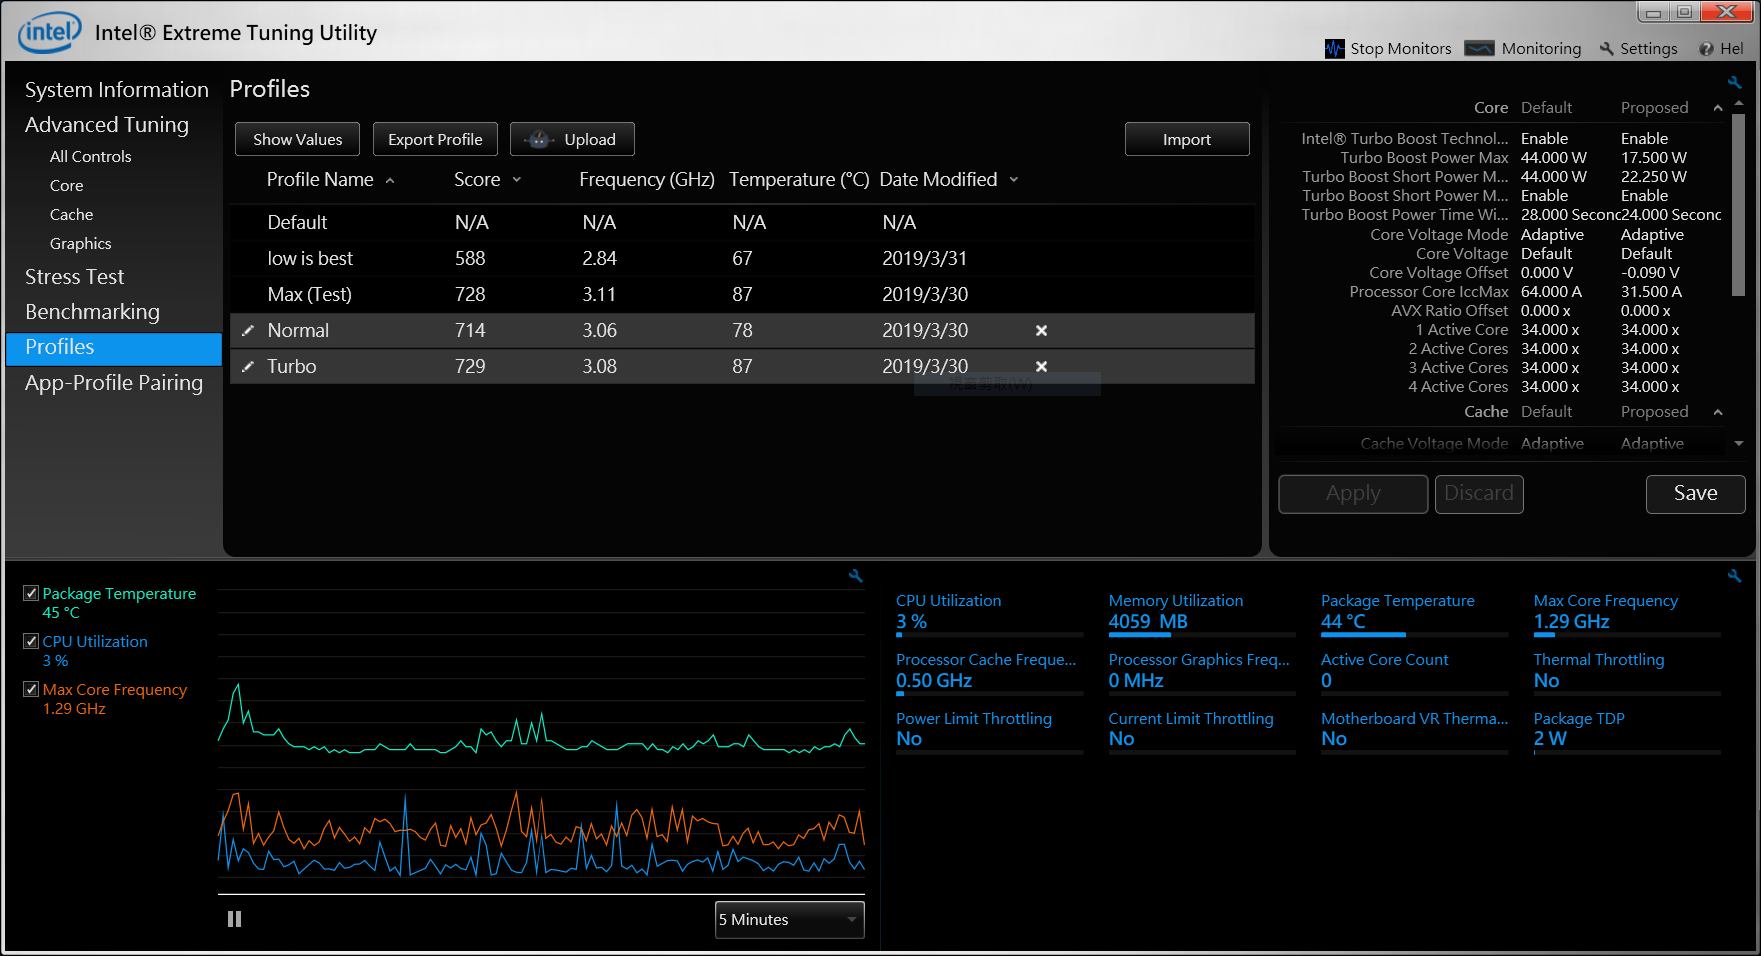 intel Intel® Extreme Tuning Utility
Stop Monitors Monitoring Settings Hel
System Information
Advanced Tuning
All Controls
Core
Cache
Graphics
Stress Test
Benchmarking
Profiles
App-Profile Pairing
Profiles
Show Values Export Profile Upload Import
Profile Name Score Frequency (GHz) Temperature (°C) Date Modified
Default N/A N/A N/A N/A
low is best 588 2.84 67 2019/3/31
Max (Test) 728 3.11 87 2019/3/30
Normal 714 3.06 78 2019/3/30
Turbo 729 3.08 87 2019/3/30
視窗剪取(W)
Core Default Proposed
Intel® Turbo Boost Technol... Enable Enable
Turbo Boost Power Max 44.000 W 17.500 W
Turbo Boost Short Power M... 44.000 W 22.250 W
Turbo Boost Short Power M... Enable Enable
Turbo Boost Power Time Wi... 28.000 Seconc 24.000 Seconc
Core Voltage Mode Adaptive Adaptive
Core Voltage Default Default
Core Voltage Offset 0.000 V -0.090 V
Processor Core IccMax 64.000 A 31.500 A
AVX Ratio Offset 0.000 x 0.000 x
1 Active Core 34.000 x 34.000 x
2 Active Cores 34.000 x 34.000 x
3 Active Cores 34.000 x 34.000 x
4 Active Cores 34.000 x 34.000 x
Cache Default Proposed
Cache Voltage Mode Adaptive Adaptive
Apply Discard Save
Package Temperature
45 °C
CPU Utilization
3 %
Max Core Frequency
1.29 GHz
5 Minutes
CPU Utilization Memory Utilization Package Temperature Max Core Frequency
3 % 4059 MB 44 °C 1.29 GHz
Processor Cache Freque... Processor Graphics Freq... Active Core Count Thermal Throttling
0.50 GHz 0 MHz 0 No
Power Limit Throttling Current Limit Throttling Motherboard VR Therma... Package TDP
No No No 2 W